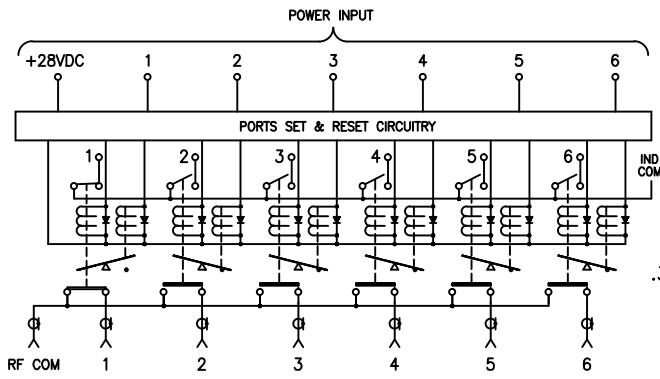 POWER INPUT
+28VDC 1 2 3 4 5 6
PORTS SET & RESET CIRCUITRY
1 2 3 4 5 6 IND
COM
RF COM 1 2 3 4 5 6